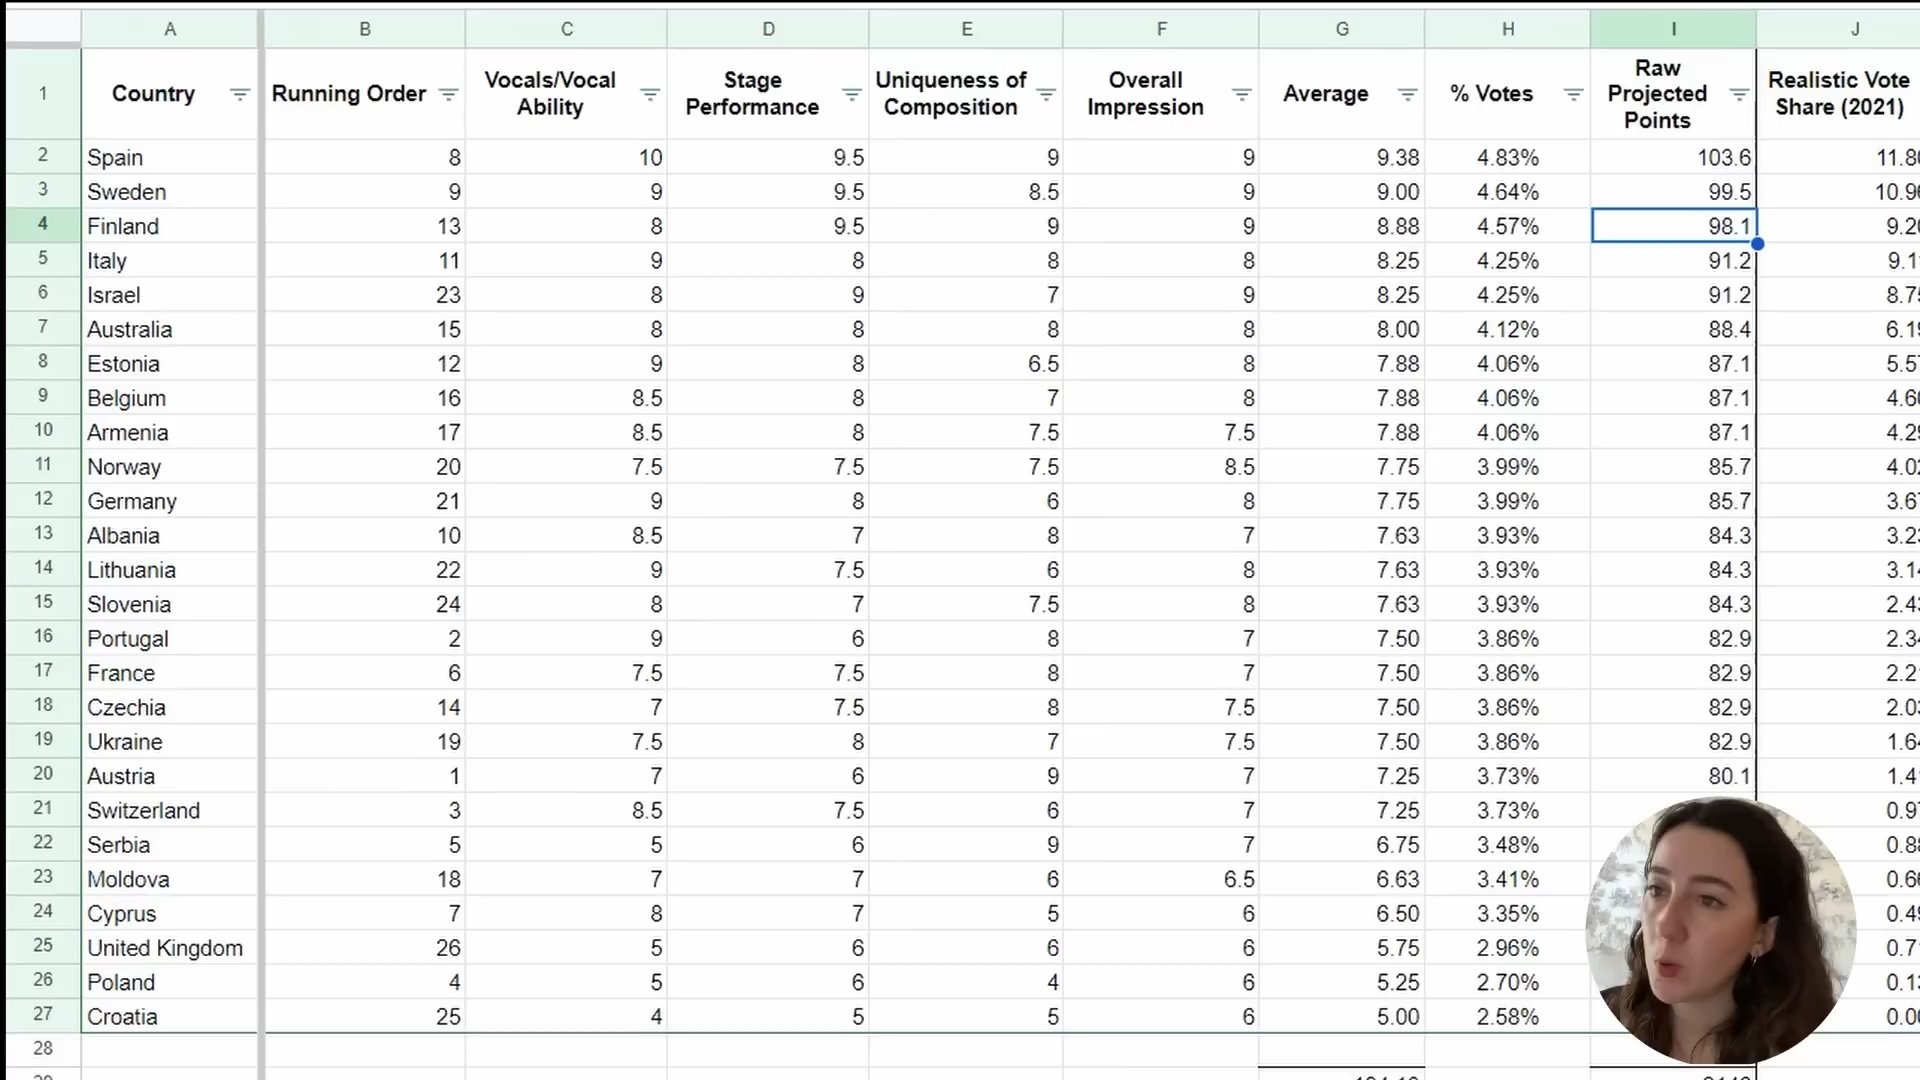 A B C D E F G H I J
1 Country Running Order Vocals/Vocal Ability Stage Performance Uniqueness of Composition Overall Impression Average % Votes Raw Projected Points Realistic Vote Share (2021)
2 Spain 8 10 9.5 9 9 9.38 4.83% 103.6
3 Sweden 9 9 9.5 8.5 9 9.00 4.64% 99.5
4 Finland 13 8 9.5 9 9 8.88 4.57% 98.1
5 Italy 11 9 8 8 8 8.25 4.25% 91.2
6 Israel 23 8 9 7 9 8.25 4.25% 91.2
7 Australia 15 8 8 8 8 8.00 4.12% 88.4
8 Estonia 12 9 8 6.5 8 7.88 4.06% 87.1
9 Belgium 16 8.5 8 7 8 7.88 4.06% 87.1
10 Armenia 17 8.5 8 7.5 7.5 7.88 4.06% 87.1
11 Norway 20 7.5 7.5 7.5 8.5 7.75 3.99% 85.7
12 Germany 21 9 8 6 8 7.75 3.99% 85.7
13 Albania 10 8.5 7 8 7 7.63 3.93% 84.3
14 Lithuania 22 9 7.5 6 8 7.63 3.93% 84.3
15 Slovenia 24 8 7 7.5 8 7.63 3.93% 84.3
16 Portugal 2 9 6 8 7 7.50 3.86% 82.9
17 France 6 7.5 7.5 8 7 7.50 3.86% 82.9
18 Czechia 14 7 7.5 8 7.5 7.50 3.86% 82.9
19 Ukraine 19 7.5 8 7 7.5 7.50 3.86% 82.9
20 Austria 1 7 6 9 7 7.25 3.73% 80.1
21 Switzerland 3 8.5 7.5 6 7 7.25 3.73%
22 Serbia 5 5 6 9 7 6.75 3.48%
23 Moldova 18 7 7 6 6.5 6.63 3.41%
24 Cyprus 7 8 7 5 6 6.50 3.35%
25 United Kingdom 26 5 6 6 6 5.75 2.96%
26 Poland 4 5 6 4 6 5.25 2.70%
27 Croatia 25 4 5 5 6 5.00 2.58%
28